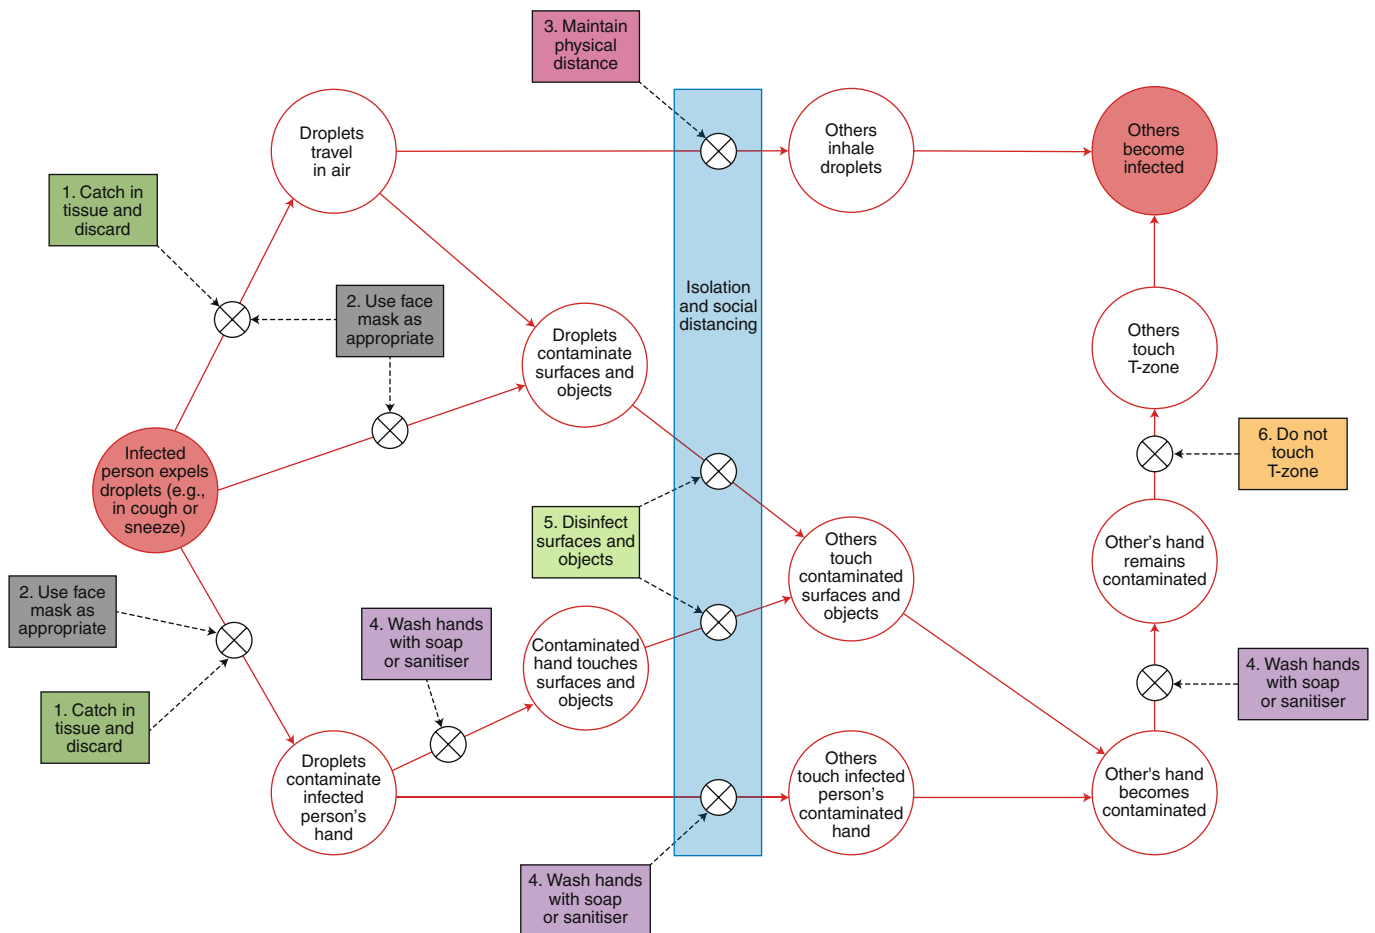 3. Maintain
physical
distance
Droplets
travel
in air
Others
inhale
droplets
Others
become
infected
1. Catch in
tissue and
discard
2. Use face
mask as
appropriate
Isolation
and social
distancing
Droplets
contaminate
surfaces and
objects
Others
touch
T-zone
Infected
person expels
droplets (e.g.,
in cough or
sneeze)
6. Do not
touch
T-zone
5. Disinfect
surfaces and
objects
Others
touch
contaminated
surfaces and
objects
Other's hand
remains
contaminated
2. Use face
mask as
appropriate
4. Wash hands
with soap
or sanitiser
Contaminated
hand touches
surfaces and
objects
4. Wash hands
with soap
or sanitiser
1. Catch in
tissue and
discard
Droplets
contaminate
infected
person's
hand
Others
touch infected
person's
contaminated
hand
Other's hand
becomes
contaminated
4. Wash hands
with soap
or sanitiser